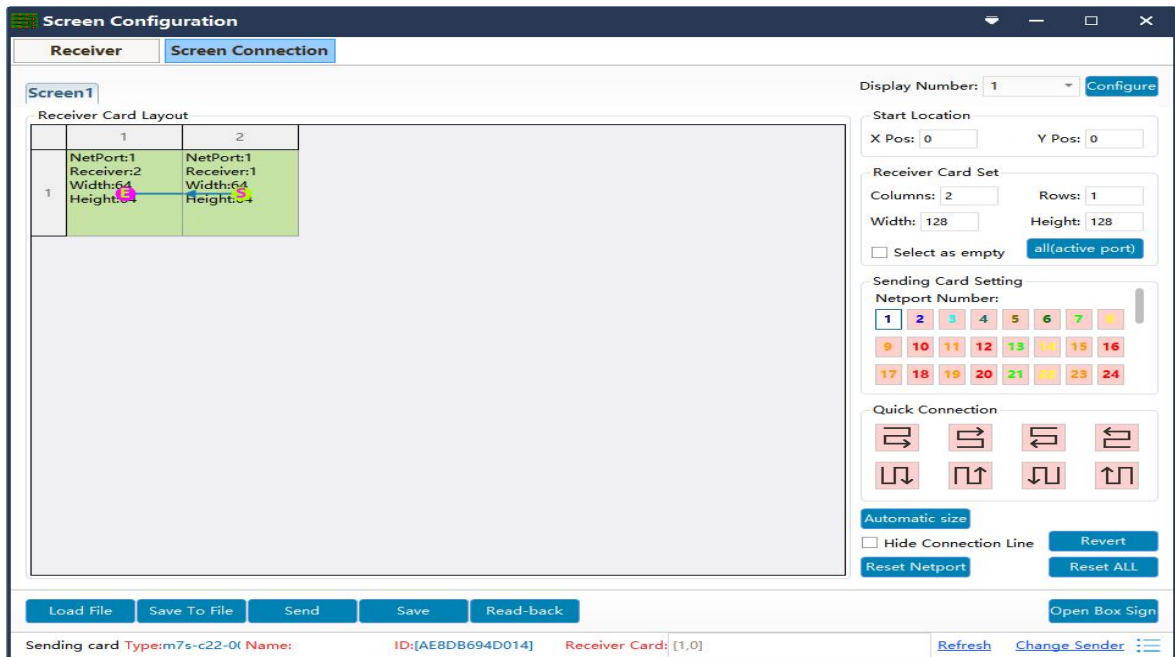 Screen Configuration
Receiver Screen Connection
Screen1
Display Number: 1 Configure
Receiver Card Layout
1 2
1
NetPort:1
Receiver:2
Width:64
E
NetPort:1
Receiver:1
Width:64
S
Start Location
X Pos: 0 Y Pos: 0
Receiver Card Set
Columns: 2 Rows: 1
Width: 128 Height: 128
Select as empty all(active port)
Sending Card Setting
Netport Number:
1 2 3 4 5 6 7 8
9 10 11 12 13 14 15 16
17 18 19 20 21 22 23 24
Quick Connection
Automatic size
Hide Connection Line Revert
Reset Netport Reset ALL
Load File Save To File Send Save Read-back Open Box Sign
Sending card Type:m7s-c22-0( Name: ID:[AE8DB694D014] Receiver Card: [1,0] Refresh Change Sender